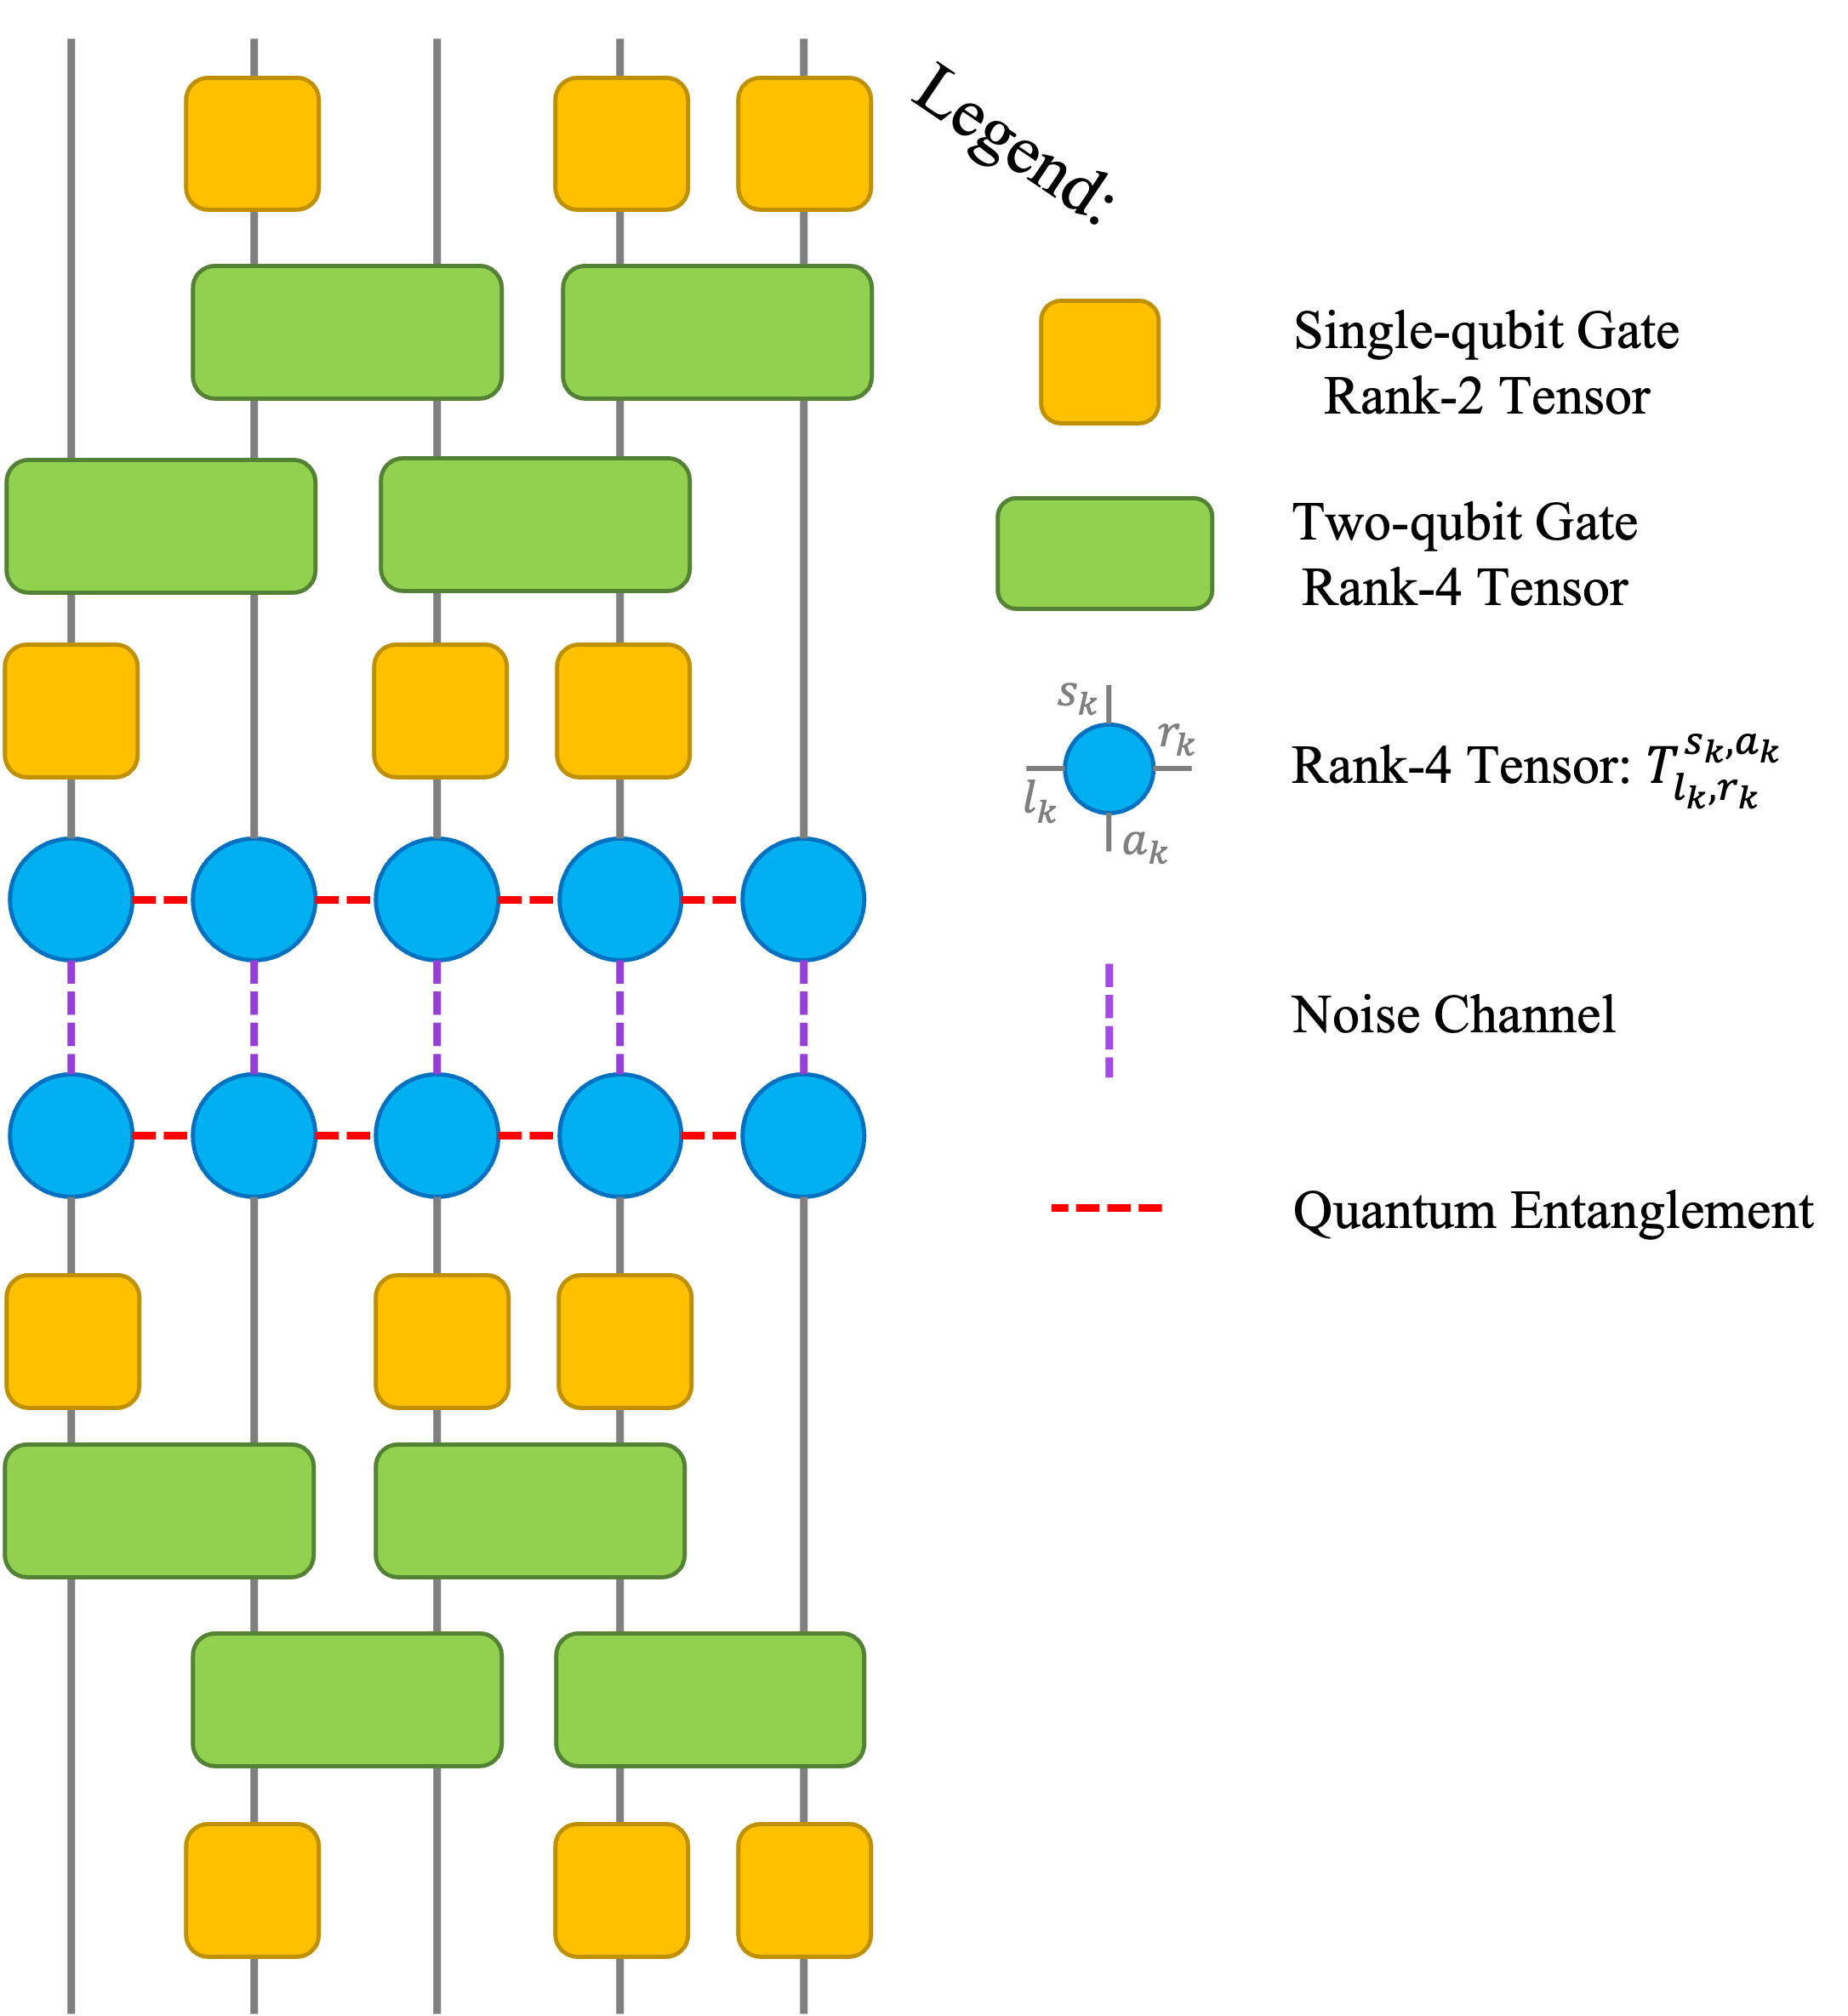 Legend:
Single-qubit Gate
Rank-2 Tensor
Two-qubit Gate
Rank-4 Tensor
s_k
r_k
l_k
a_k
Rank-4 Tensor: T^{s_k,a_k}_{l_k,r_k}
Noise Channel
Quantum Entanglement